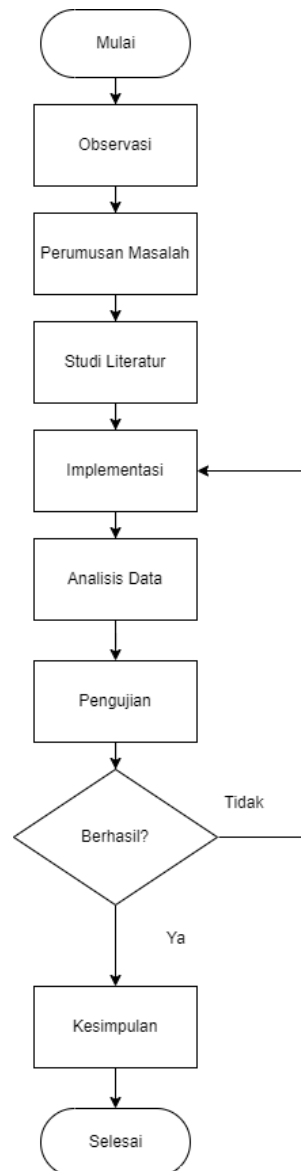 Mulai
Observasi
Perumusan Masalah
Studi Literatur
Implementasi
Analisis Data
Pengujian
Tidak
Berhasil?
Ya
Kesimpulan
Selesai